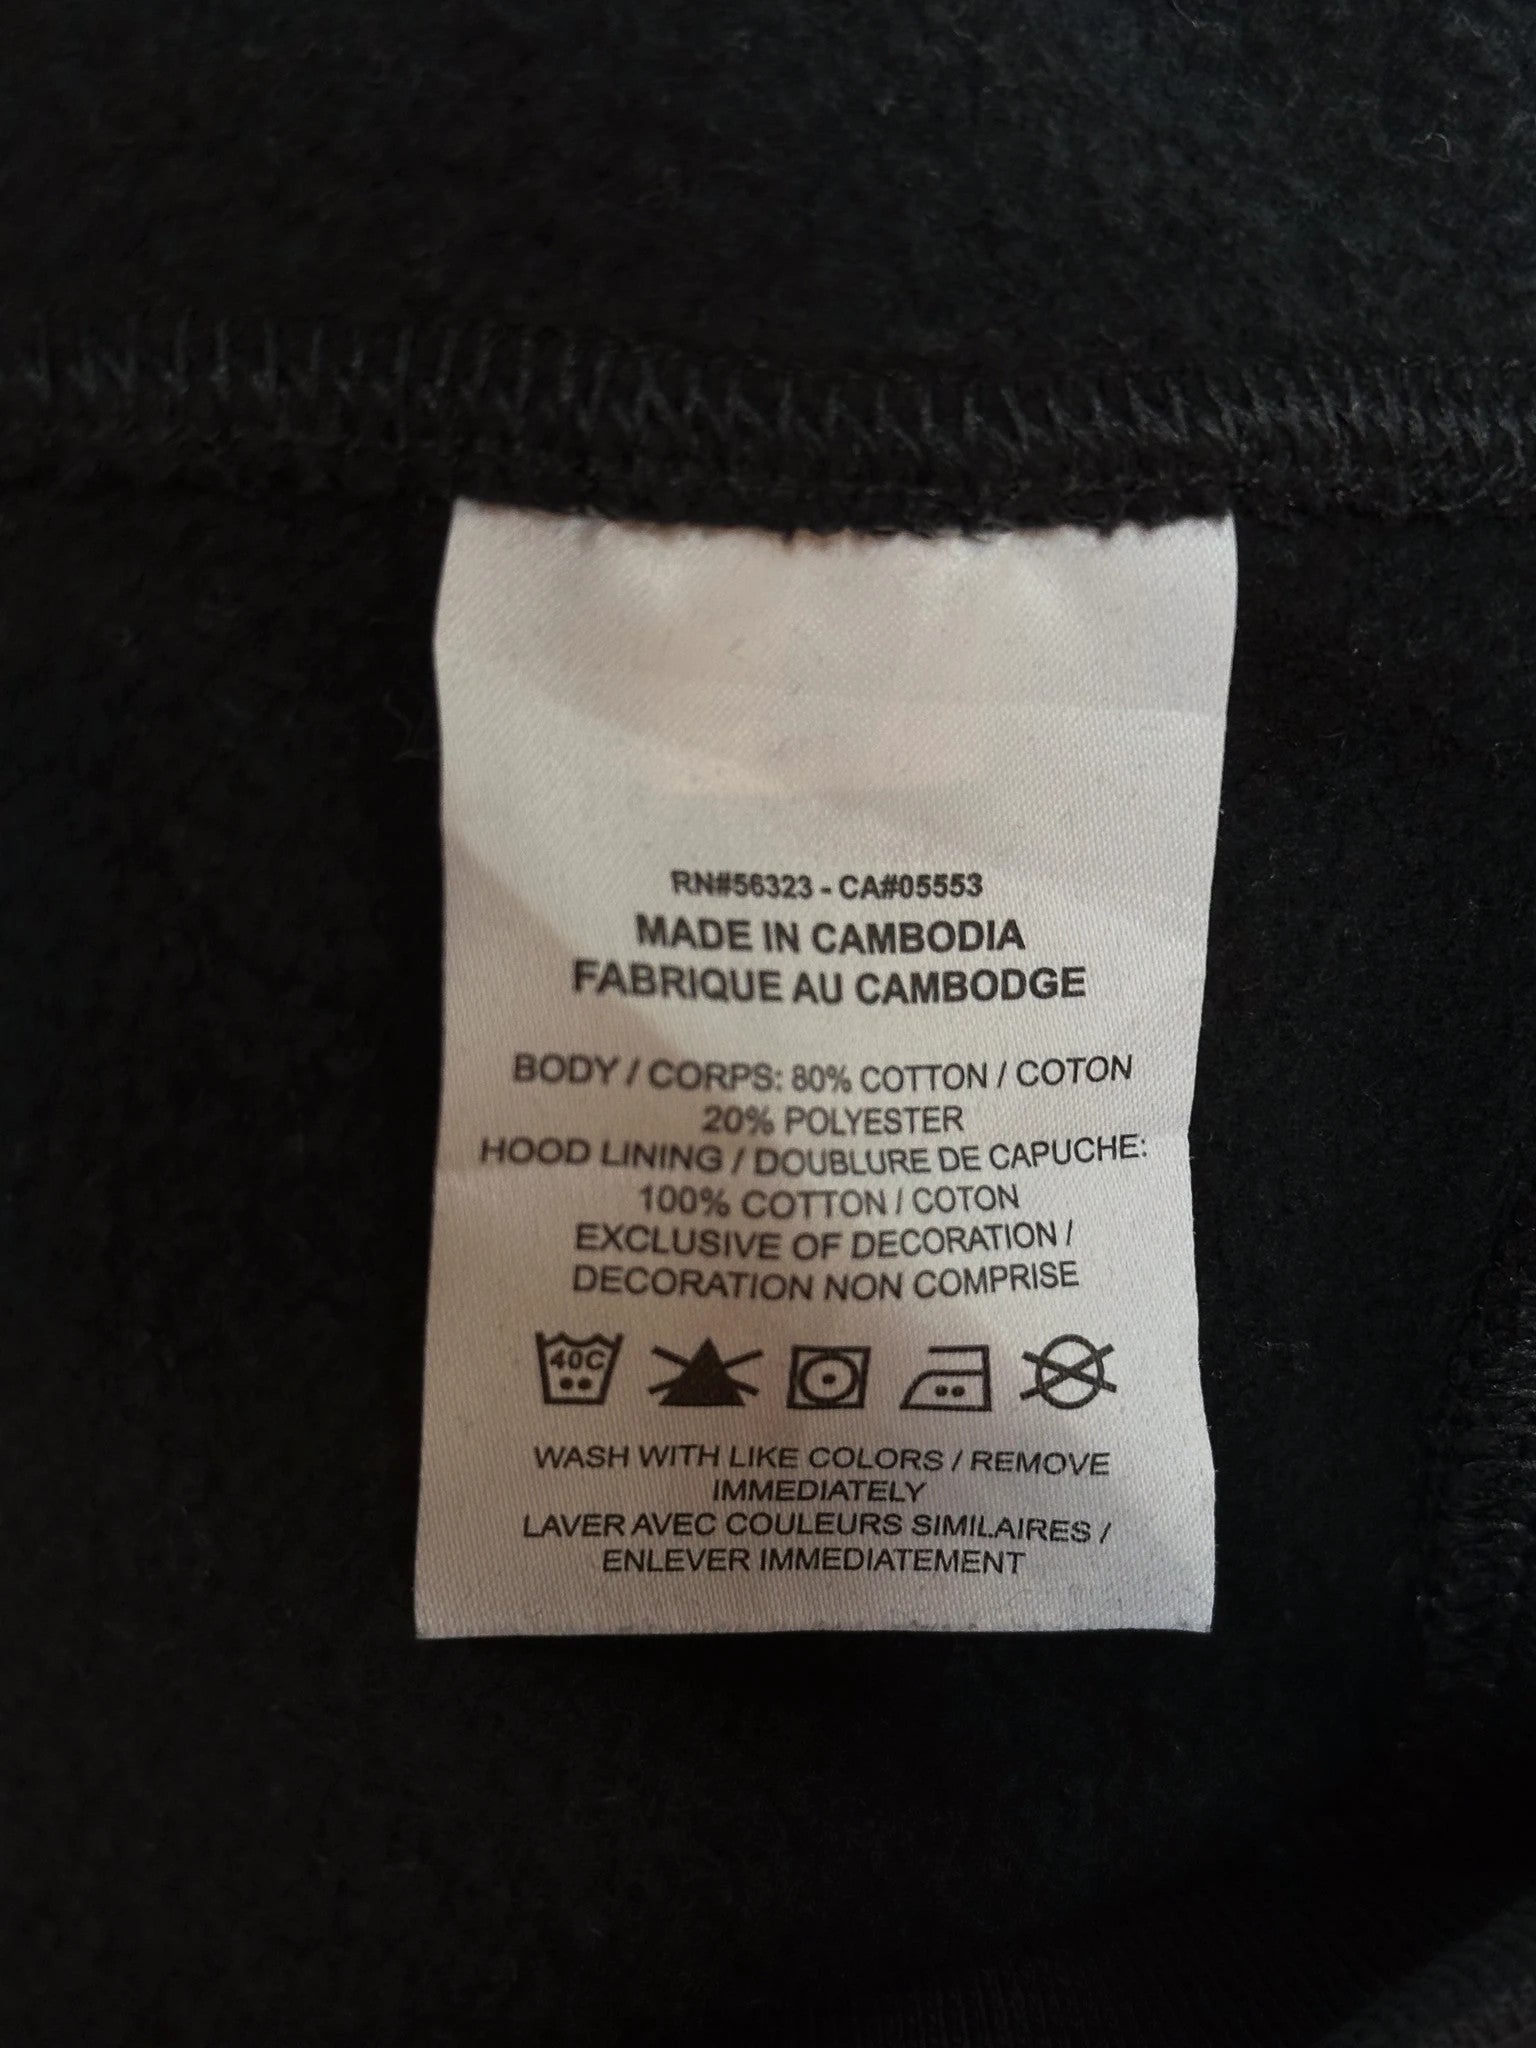 RN#56323 - CA#05553
MADE IN CAMBODIA
FABRIQUE AU CAMBODGE
BODY / CORPS: 80% COTTON / COTON
20% POLYESTER
HOOD LINING / DOUBLURE DE CAPUCHE:
100% COTTON / COTON
EXCLUSIVE OF DECORATION /
DECORATION NON COMPRISE
40C
WASH WITH LIKE COLORS / REMOVE
IMMEDIATELY
LAVER AVEC COULEURS SIMILAIRES /
ENLEVER IMMEDIATEMENT